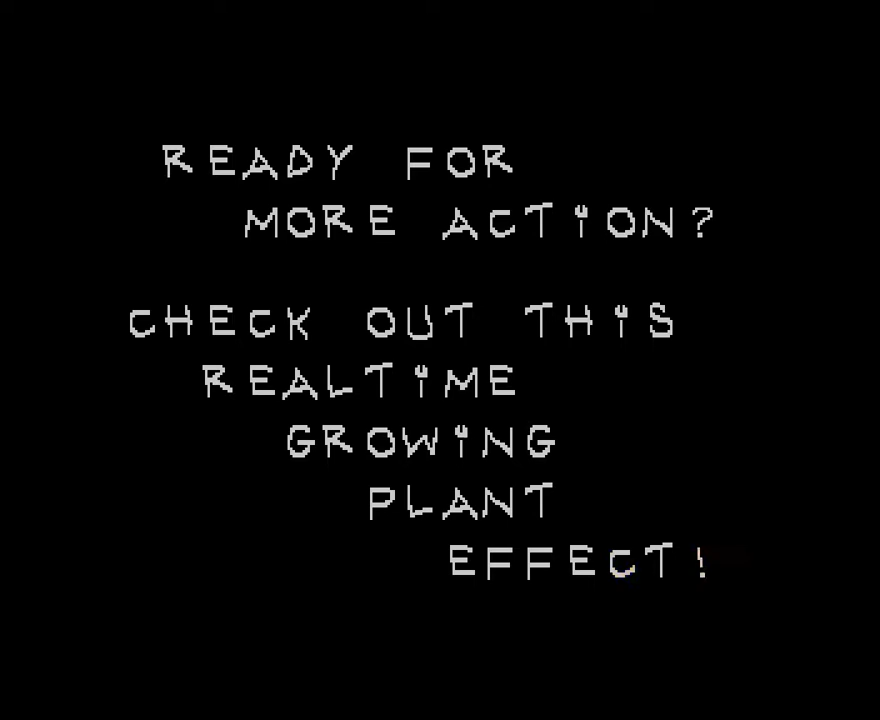 READY FOR
MORE ACTiON?
CHECK OUT THiS
REALTiME
GROWiNG
PLANT
EFFECT!